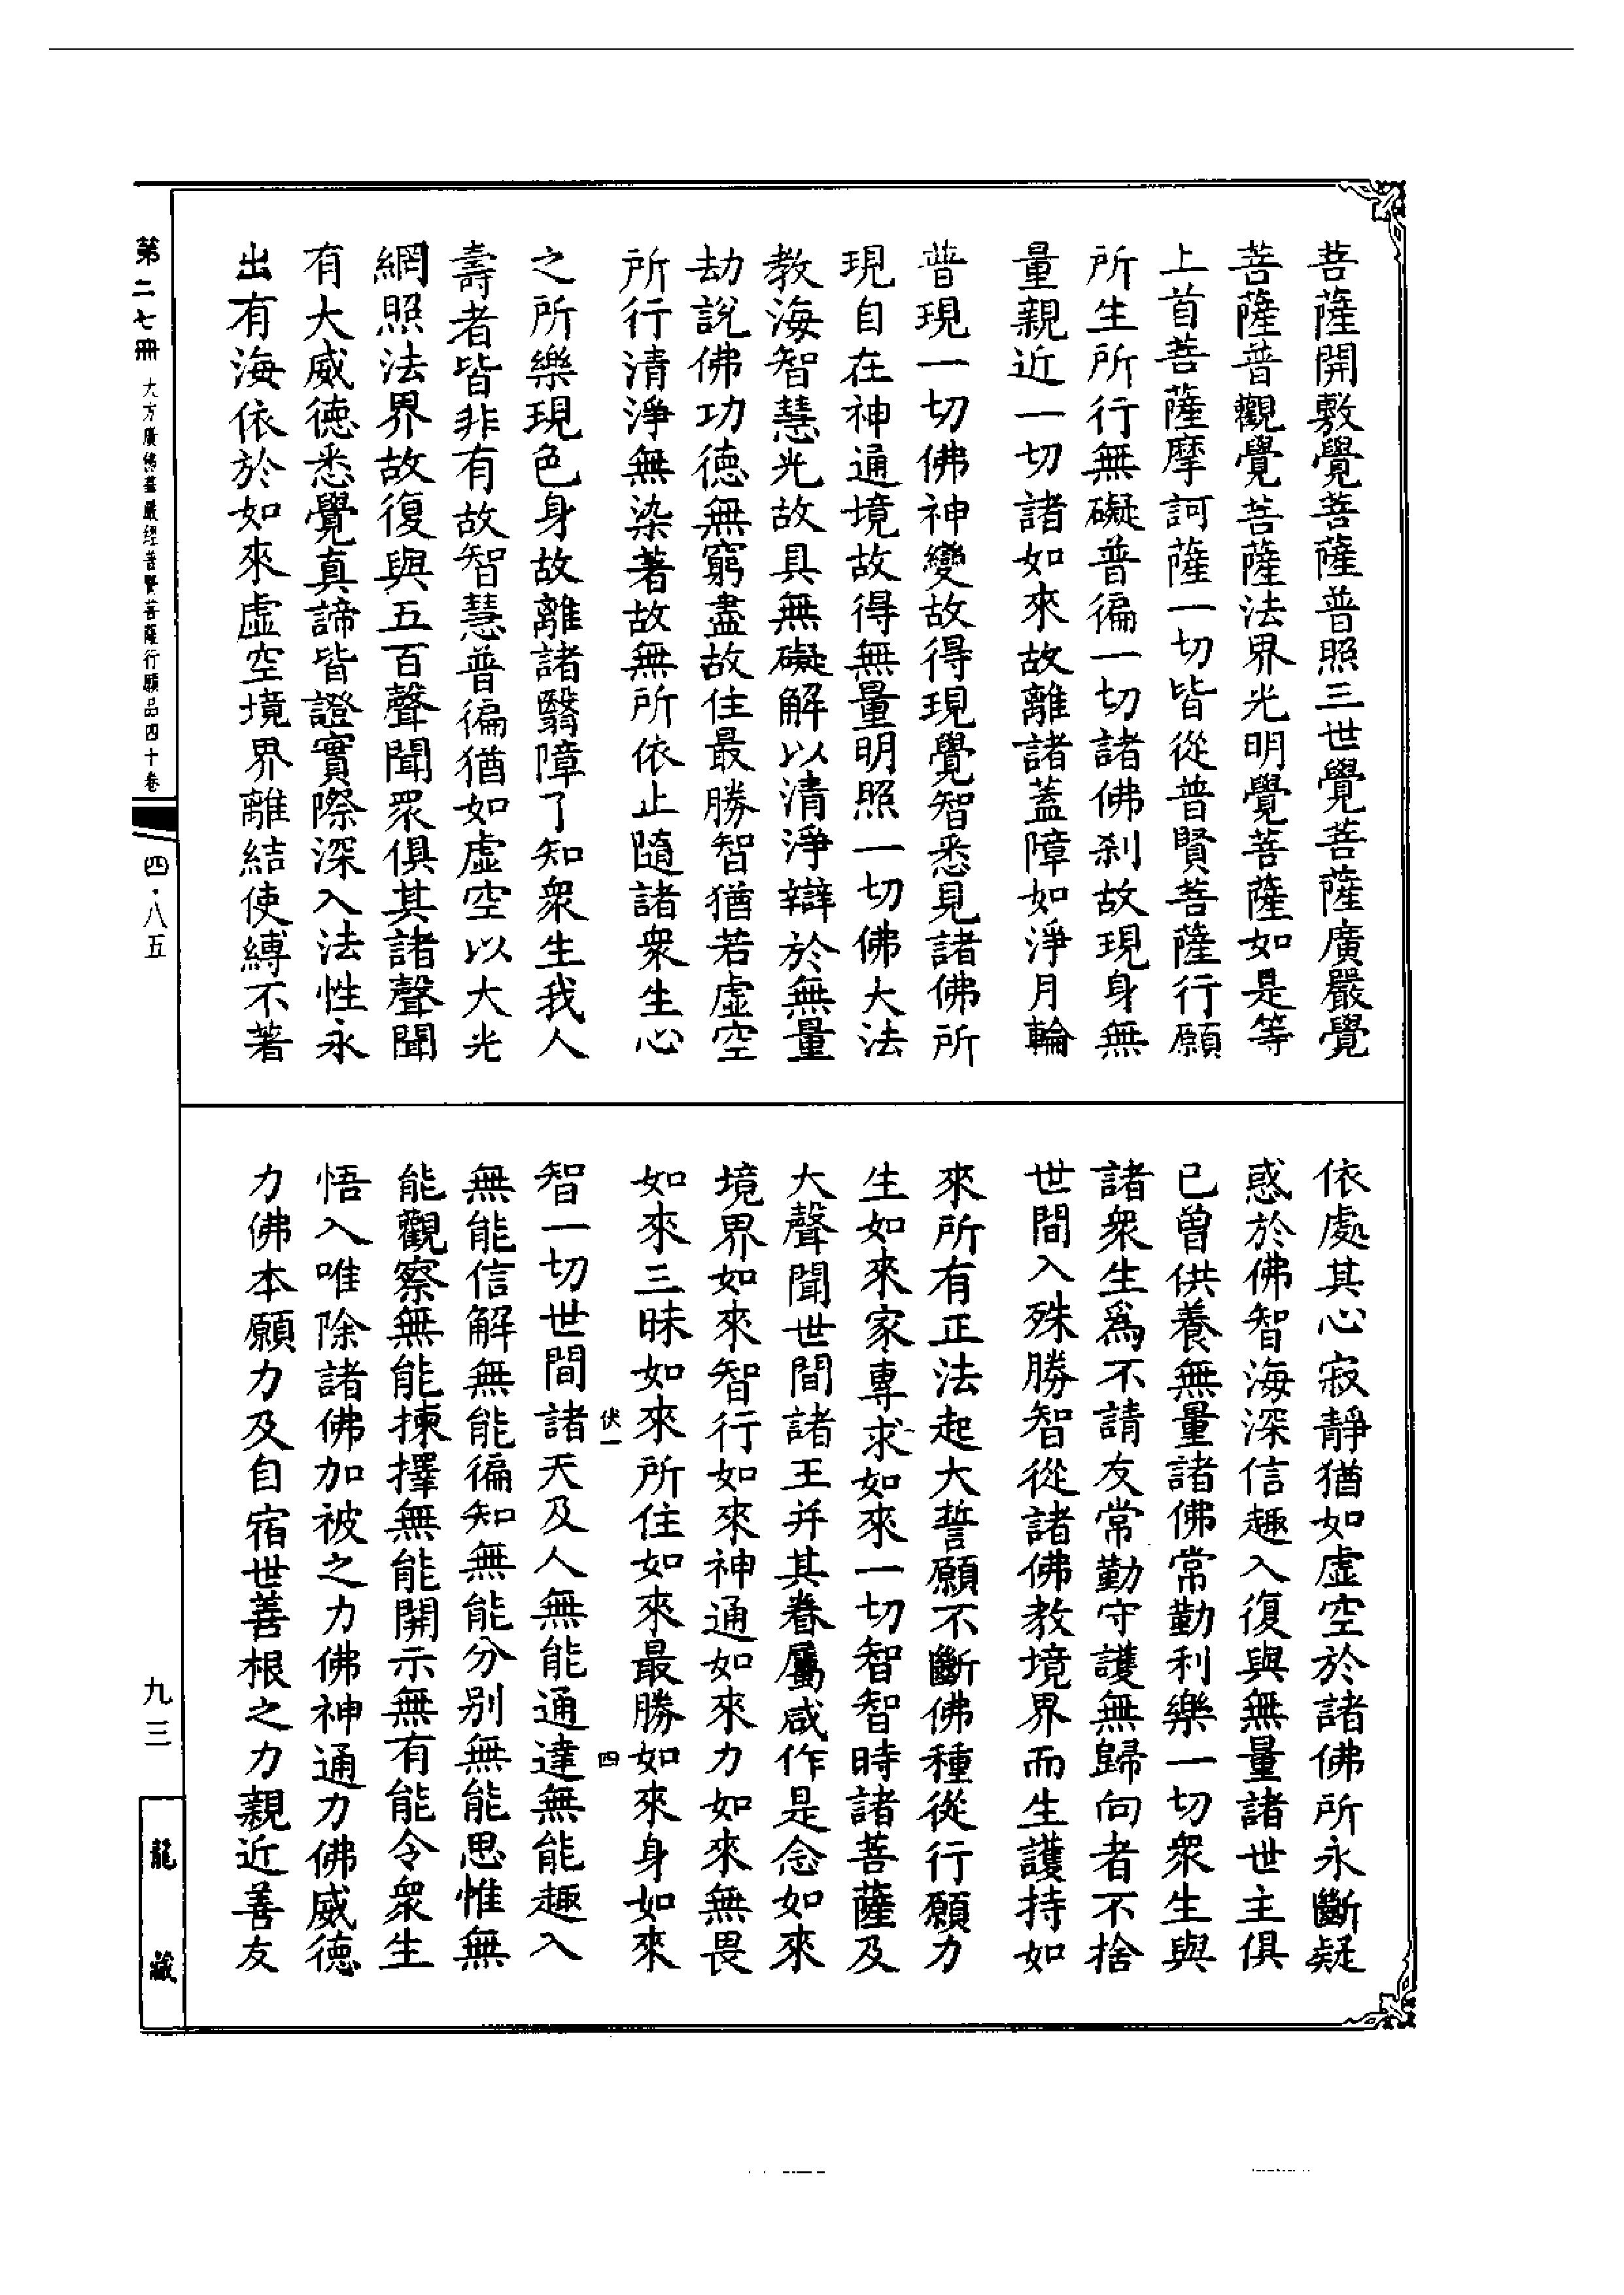 菩薩開敷覺菩薩普照三世覺菩薩廣嚴覺
菩薩普觀覺菩薩法界光明覺菩薩如是等
上首菩薩摩訶薩一切皆從普賢菩薩行願
所生所行無礙普徧一切諸佛刹故現身無
量親近一切諸如來故離諸蓋障如淨月輪
普現一切佛神變故得現覺智悉見諸佛所
現自在神通境故得無量明照一切佛大法
教海智慧光故具無礙解以清淨辯於無量
劫說佛功德無窮盡故住最勝智猶若虛空
所行清淨無染著故無所依止隨諸衆生心
之所樂現色身故離諸翳障了知衆生我人
壽者皆非有故智慧普徧猶如虛空以大光
網照法界故復與五百聲聞衆俱其諸聲聞
有大威德悉覺真諦皆證實際深入法性永
出有海依於如來虛空境界離結使縛不著
依處其心寂靜猶如虛空於諸佛所永斷疑
惑於佛智海深信趣入復與無量諸世主俱
已曾供養無量諸佛常勤利樂一切衆生與
諸衆生爲不請友常勤守護無歸向者不捨
世間入殊勝智從諸佛教境界而生護持如
來所有正法起大誓願不斷佛種從行願力
生如來家專求如來一切智智時諸菩薩及
大聲聞世間諸王并其眷屬咸作是念如來
境界如來智行如來神通如來力如來無畏
如來三昧如來所住如來最勝如來身如來
伏一 四
智一切世間諸天及人無能通達無能趣入
無能信解無能徧知無能分別無能思惟無
能觀察無能揀擇無能開示無有能令衆生
悟入唯除諸佛加被之力佛神通力佛威德
力佛本願力及自宿世善根之力親近善友
第二七冊 大方廣佛華嚴經普賢菩薩行願品四十卷 四·八五
九三
龍藏